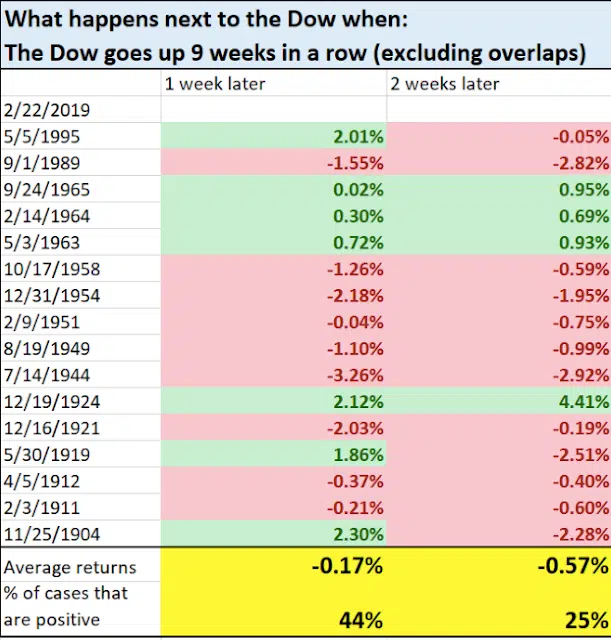 What happens next to the Dow when:
The Dow goes up 9 weeks in a row (excluding overlaps)
1 week later 2 weeks later
2/22/2019
5/5/1995 2.01% -0.05%
9/1/1989 -1.55% -2.82%
9/24/1965 0.02% 0.95%
2/14/1964 0.30% 0.69%
5/3/1963 0.72% 0.93%
10/17/1958 -1.26% -0.59%
12/31/1954 -2.18% -1.95%
2/9/1951 -0.04% -0.75%
8/19/1949 -1.10% -0.99%
7/14/1944 -3.26% -2.92%
12/19/1924 2.12% 4.41%
12/16/1921 -2.03% -0.19%
5/30/1919 1.86% -2.51%
4/5/1912 -0.37% -0.40%
2/3/1911 -0.21% -0.60%
11/25/1904 2.30% -2.28%
Average returns -0.17% -0.57%
% of cases that
are positive 44% 25%